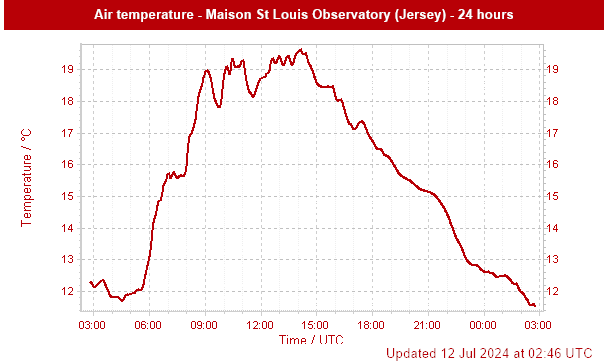 Air temperature - Maison St Louis Observatory (Jersey) - 24 hours
Temperature / °C
19 19
18 18
17 17
16 16
15 15
14 14
13 13
12 12
03:00 06:00 09:00 12:00 15:00 18:00 21:00 00:00 03:00
Time / UTC
Updated 12 Jul 2024 at 02:46 UTC